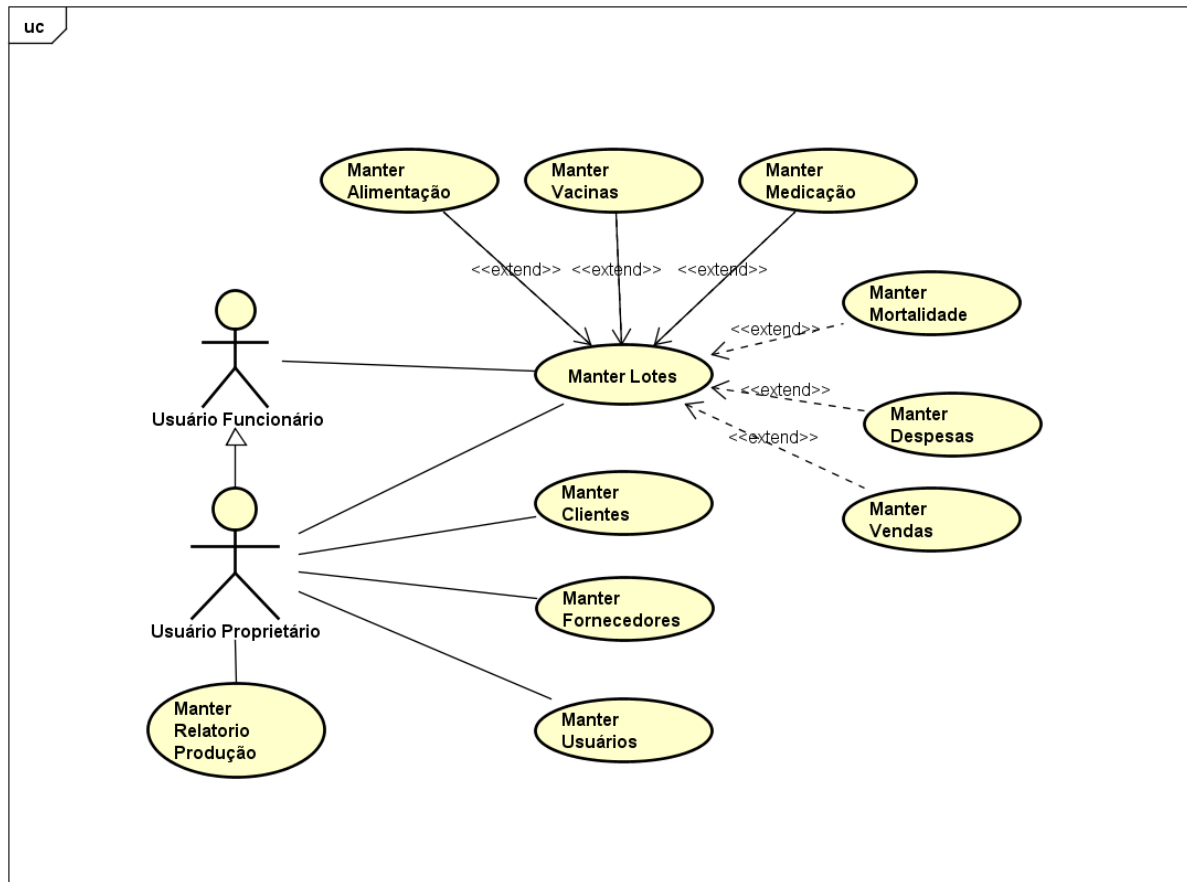 uc
Manter
Alimentação
Manter
Vacinas
Manter
Medicação
<<extend>>
<<extend>>
<<extend>>
Manter
Mortalidade
<<extend>>
Manter Lotes
<<extend>>
Manter
Despesas
<<extend>>
Usuário Funcionário
Manter
Clientes
Manter
Vendas
Manter
Fornecedores
Usuário Proprietário
Manter
Relatorio
Produção
Manter
Usuários